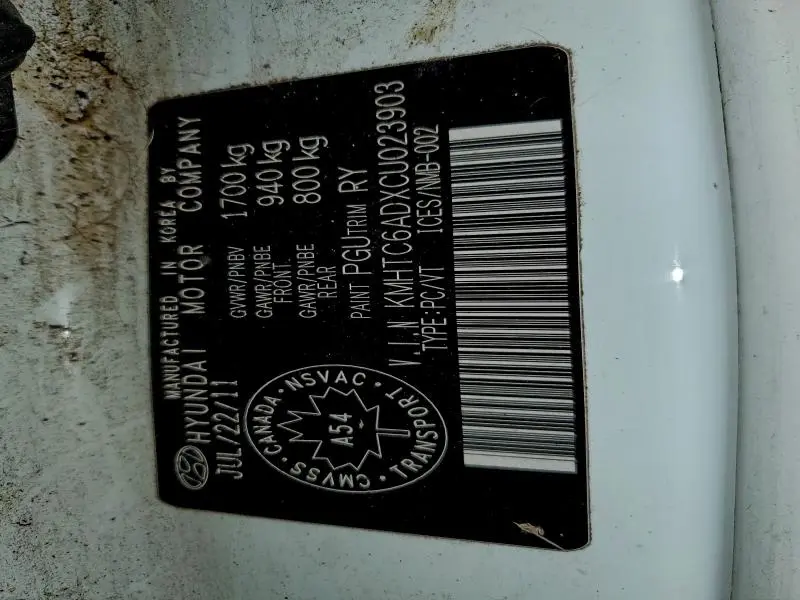 MANUFACTURED IN KOREA BY
HYUNDAI MOTOR COMPANY
JUL/22/11
GVWR/PNBV 1700 kg
GAWR/PNBE FRONT 940 kg
GAWR/PNBE REAR 800 kg
PAINT PGU TRIM RY
V.I.N KMHTC6ADXCU023903
TYPE:PC/VT ICES/NMB-002
CANADA · NSVAC · TRANSPORT · CMVSS ·
A54